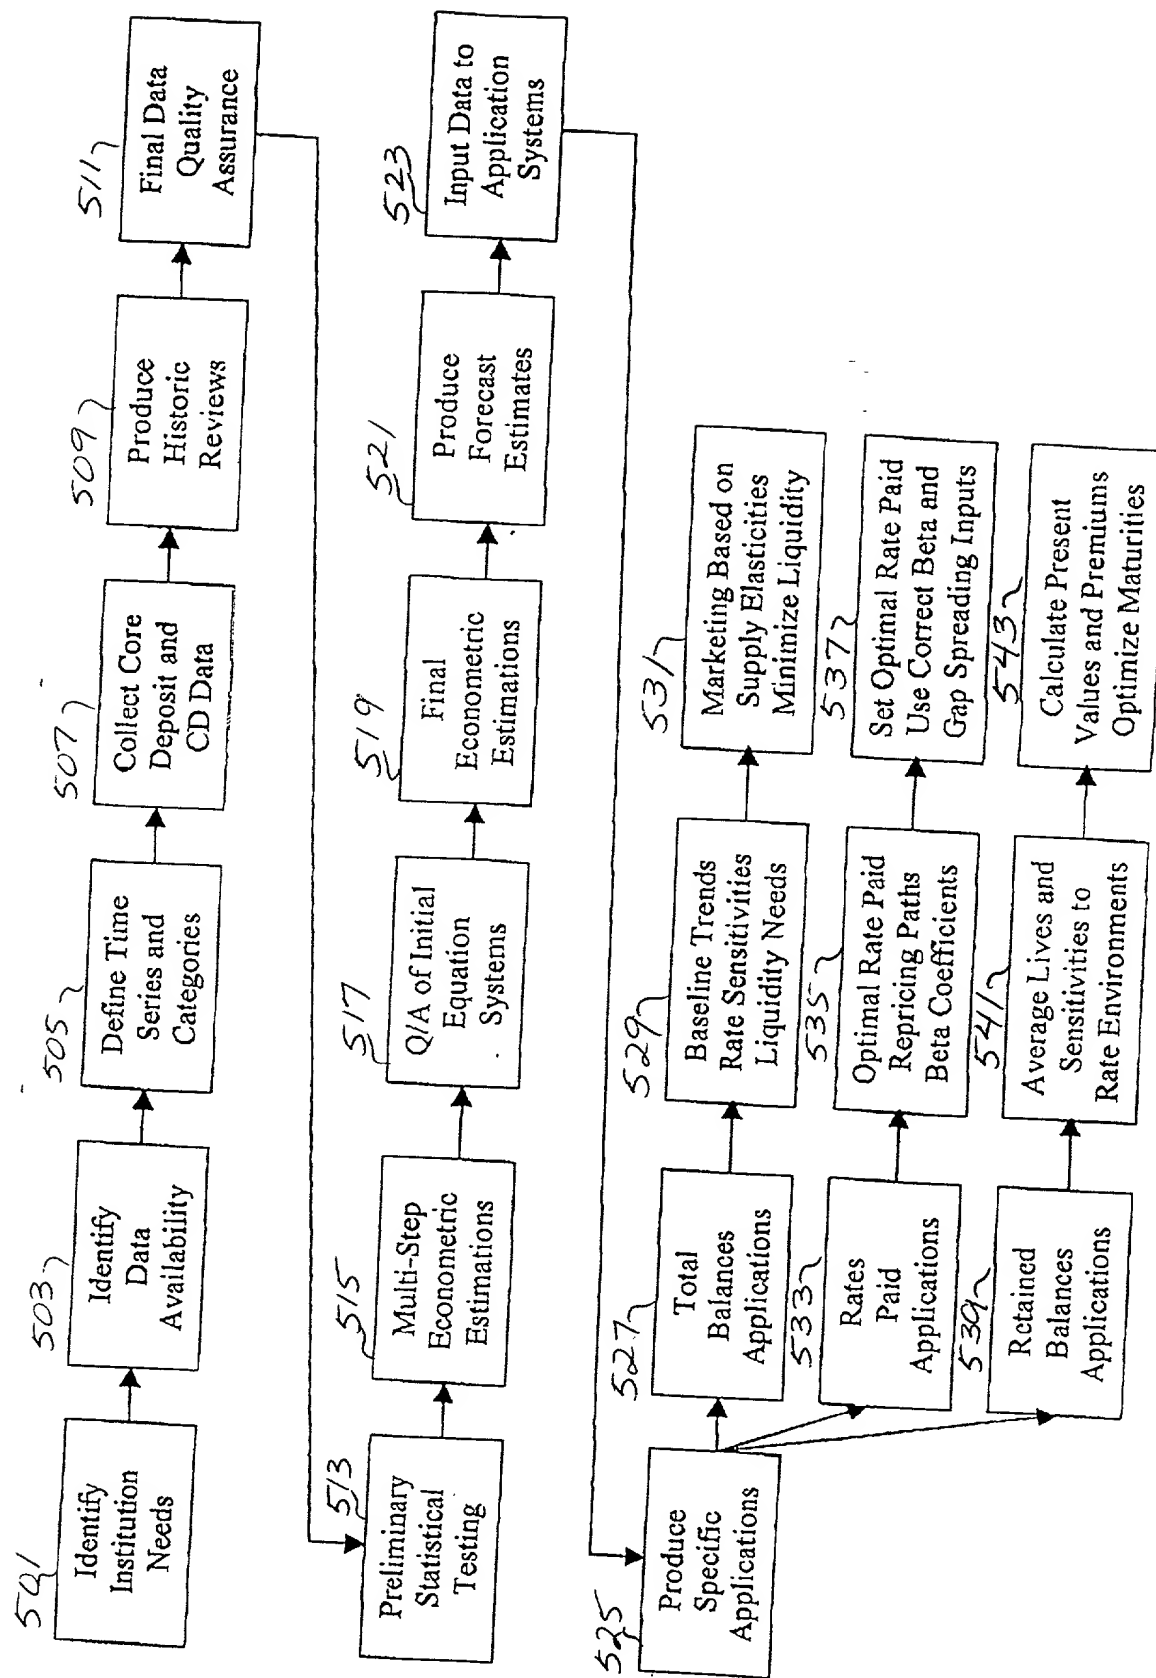 501
Identify
Institution
Needs
503
Identify
Data
Availability
505
Define Time
Series and
Categories
507
Collect Core
Deposit and
CD Data
509
Produce
Historic
Reviews
511
Final Data
Quality
Assurance
513
Preliminary
Statistical
Testing
515
Multi-Step
Econometric
Estimations
517
Q/A of Initial
Equation
Systems
519
Final
Econometric
Estimations
521
Produce
Forecast
Estimates
523
Input Data to
Application
Systems
525
Produce
Specific
Applications
527
Total
Balances
Applications
529
Baseline Trends
Rate Sensitivities
Liquidity Needs
531
Marketing Based on
Supply Elasticities
Minimize Liquidity
533
Rates
Paid
Applications
535
Optimal Rate Paid
Repricing Paths
Beta Coefficients
537
Set Optimal Rate Paid
Use Correct Beta and
Gap Spreading Inputs
539
Retained
Balances
Applications
541
Average Lives and
Sensitivities to
Rate Environments
543
Calculate Present
Values and Premiums
Optimize Maturities